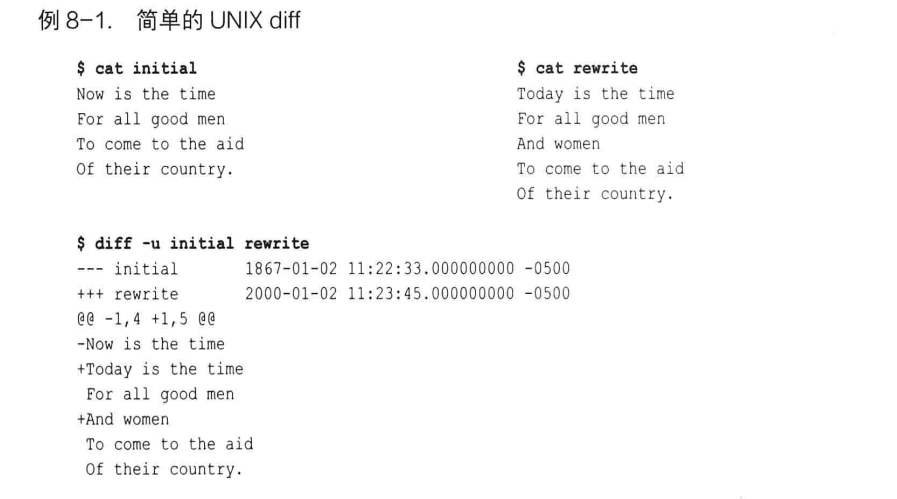 例 8-1. 简单的 UNIX diff
$ cat initial
Now is the time
For all good men
To come to the aid
Of their country.
$ cat rewrite
Today is the time
For all good men
And women
To come to the aid
Of their country.
$ diff -u initial rewrite
--- initial 1867-01-02 11:22:33.000000000 -0500
+++ rewrite 2000-01-02 11:23:45.000000000 -0500
@@ -1,4 +1,5 @@
-Now is the time
+Today is the time
 For all good men
+And women
 To come to the aid
 Of their country.